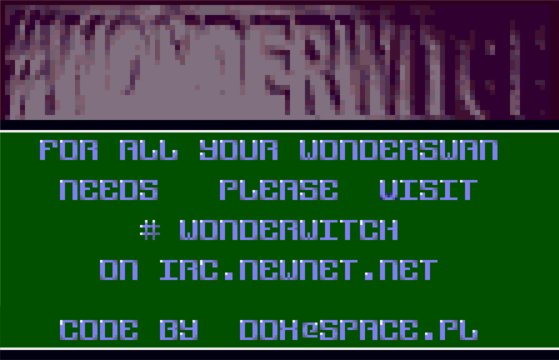 #WONDERWITCH
FOR ALL YOUR WONDERSWAN
NEEDS PLEASE VISIT
# WONDERWITCH
ON IRC.NEWNET.NET
CODE BY DOX@SPACE.PL